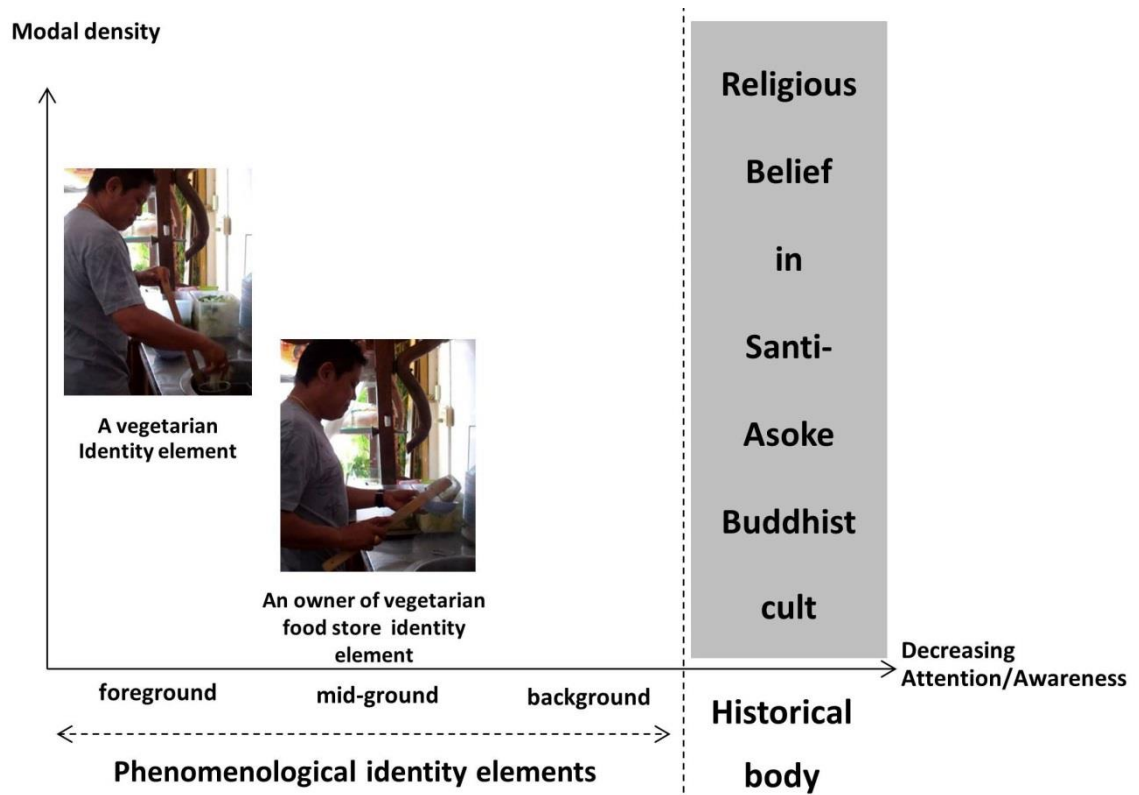 Modal density
Religious
Belief
in
Santi-
Asoke
Buddhist
cult
A vegetarian
Identity element
An owner of vegetarian
food store identity
element
Decreasing
Attention/Awareness
foreground
mid-ground
background
Historical
body
Phenomenological identity elements